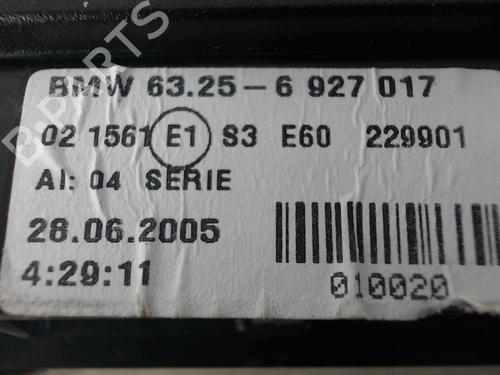 BMW 63.25-6 927 017
02 1561 E1 S3 E60 229901
AI: 04 SERIE
28.06.2005
4:29:11
010020